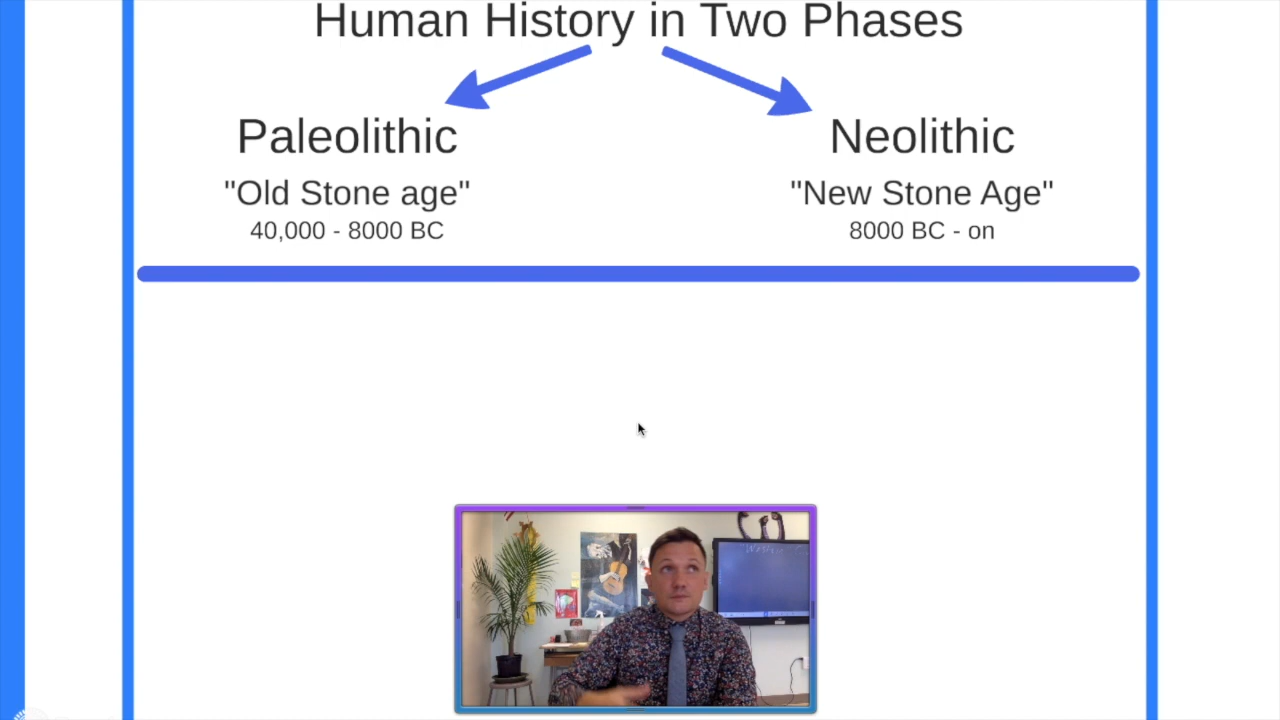 Human History in Two Phases
Paleolithic
"Old Stone age"
40,000 - 8000 BC
Neolithic
"New Stone Age"
8000 BC - on